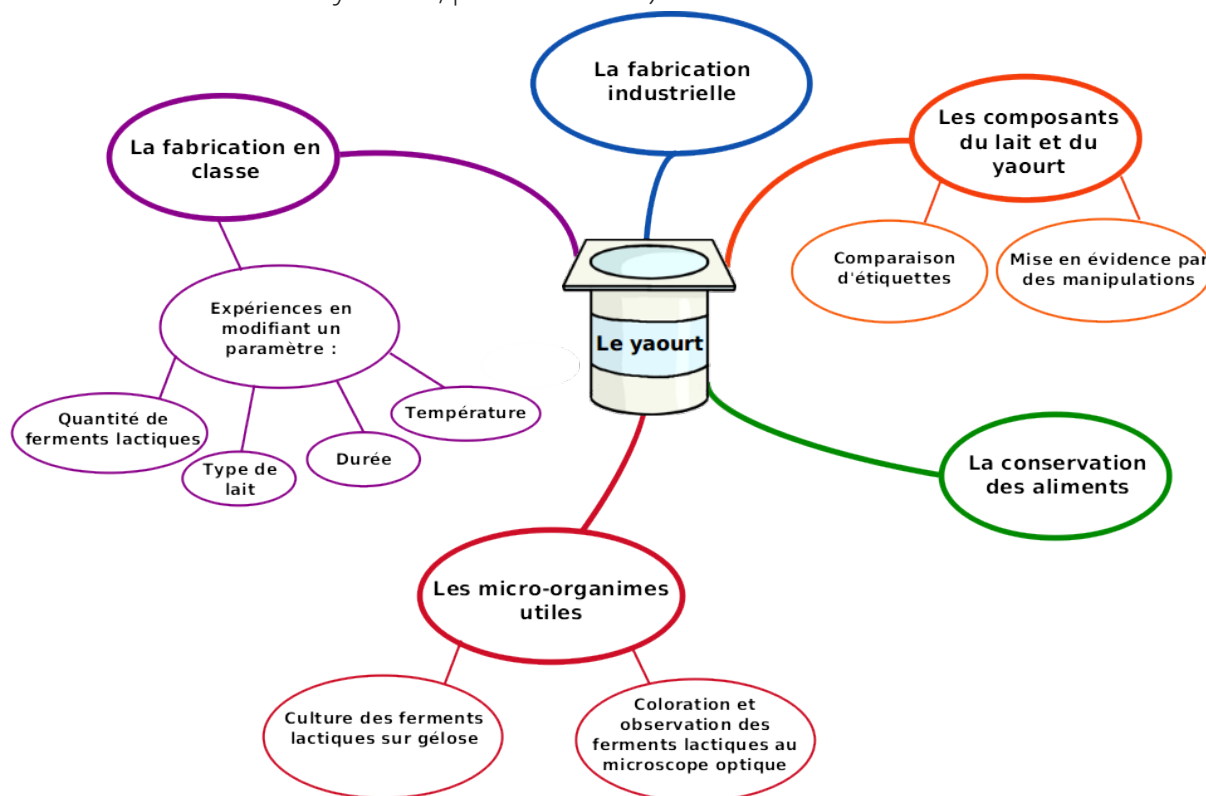 La fabrication
industrielle
La fabrication en
classe
Les composants
du lait et du
yaourt
Comparaison
d'étiquettes
Mise en évidence par
des manipulations
Expériences en
modifiant un
paramètre :
Le yaourt
Quantité de
ferments lactiques
Type de
lait
Durée
Température
La conservation
des aliments
Les micro-organimes
utiles
Culture des ferments
lactiques sur gélose
Coloration et
observation des
ferments lactiques au
microscope optique